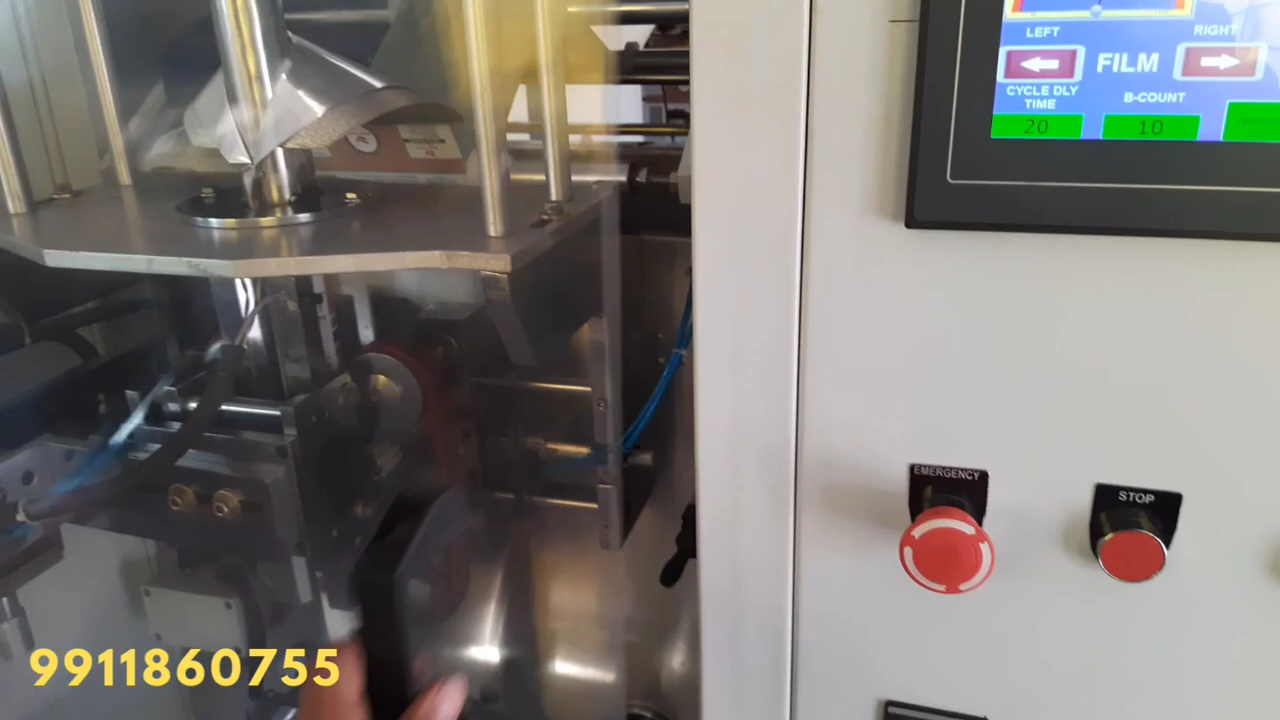 LEFT
RIGHT
FILM
CYCLE DLY
TIME
B-COUNT
20
10
EMERGENCY
STOP
9911860755